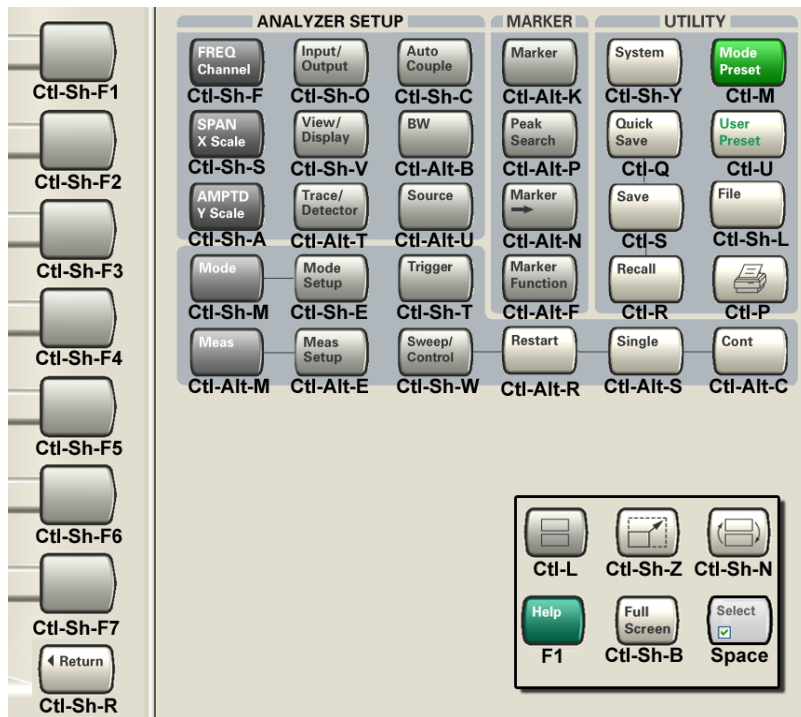 ANALYZER SETUP
MARKER
UTILITY
FREQ
Channel
Input/
Output
Auto
Couple
Marker
System
Mode
Preset
Ctl-Sh-F1
Ctl-Sh-F
Ctl-Sh-O
Ctl-Sh-C
Ctl-Alt-K
Ctl-Sh-Y
Ctl-M
SPAN
X Scale
View/
Display
BW
Peak
Search
Quick
Save
User
Preset
Ctl-Sh-F2
Ctl-Sh-S
Ctl-Sh-V
Ctl-Alt-B
Ctl-Alt-P
Ctl-Q
Ctl-U
AMPTD
Y Scale
Trace/
Detector
Source
Marker
Save
File
Ctl-Sh-A
Ctl-Alt-T
Ctl-Alt-U
Ctl-Alt-N
Ctl-S
Ctl-Sh-L
Ctl-Sh-F3
Mode
Mode
Setup
Trigger
Marker
Function
Recall
Ctl-Sh-M
Ctl-Sh-E
Ctl-Sh-T
Ctl-Alt-F
Ctl-R
Ctl-P
Ctl-Sh-F4
Meas
Meas
Setup
Sweep/
Control
Restart
Single
Cont
Ctl-Alt-M
Ctl-Alt-E
Ctl-Sh-W
Ctl-Alt-R
Ctl-Alt-S
Ctl-Alt-C
Ctl-Sh-F5
Ctl-Sh-F6
Ctl-L
Ctl-Sh-Z
Ctl-Sh-N
Ctl-Sh-F7
Help
Full
Screen
Select
F1
Ctl-Sh-B
Space
Return
Ctl-Sh-R